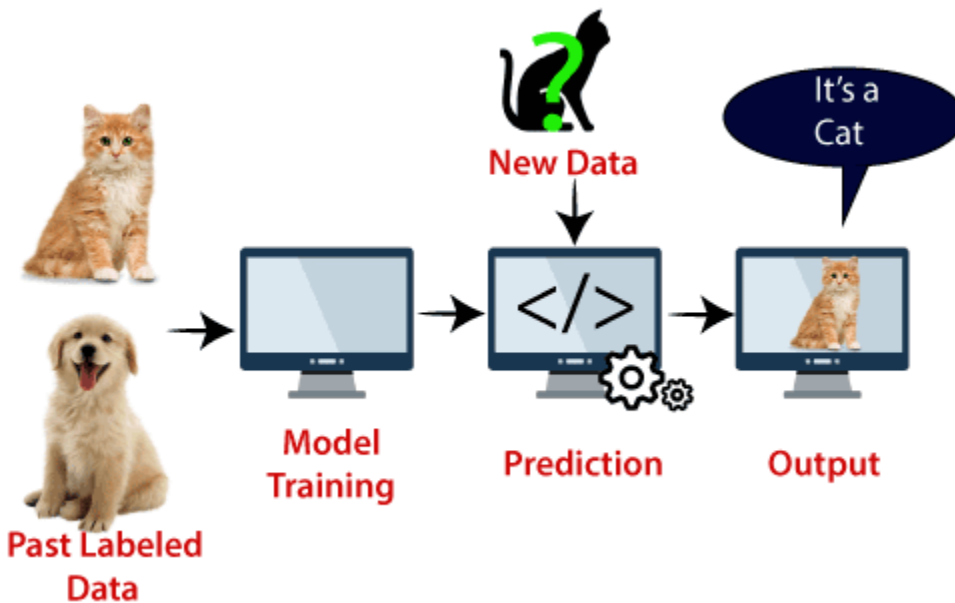 ?
New Data
It's a
Cat
</>
Model
Training
Prediction
Output
Past Labeled
Data